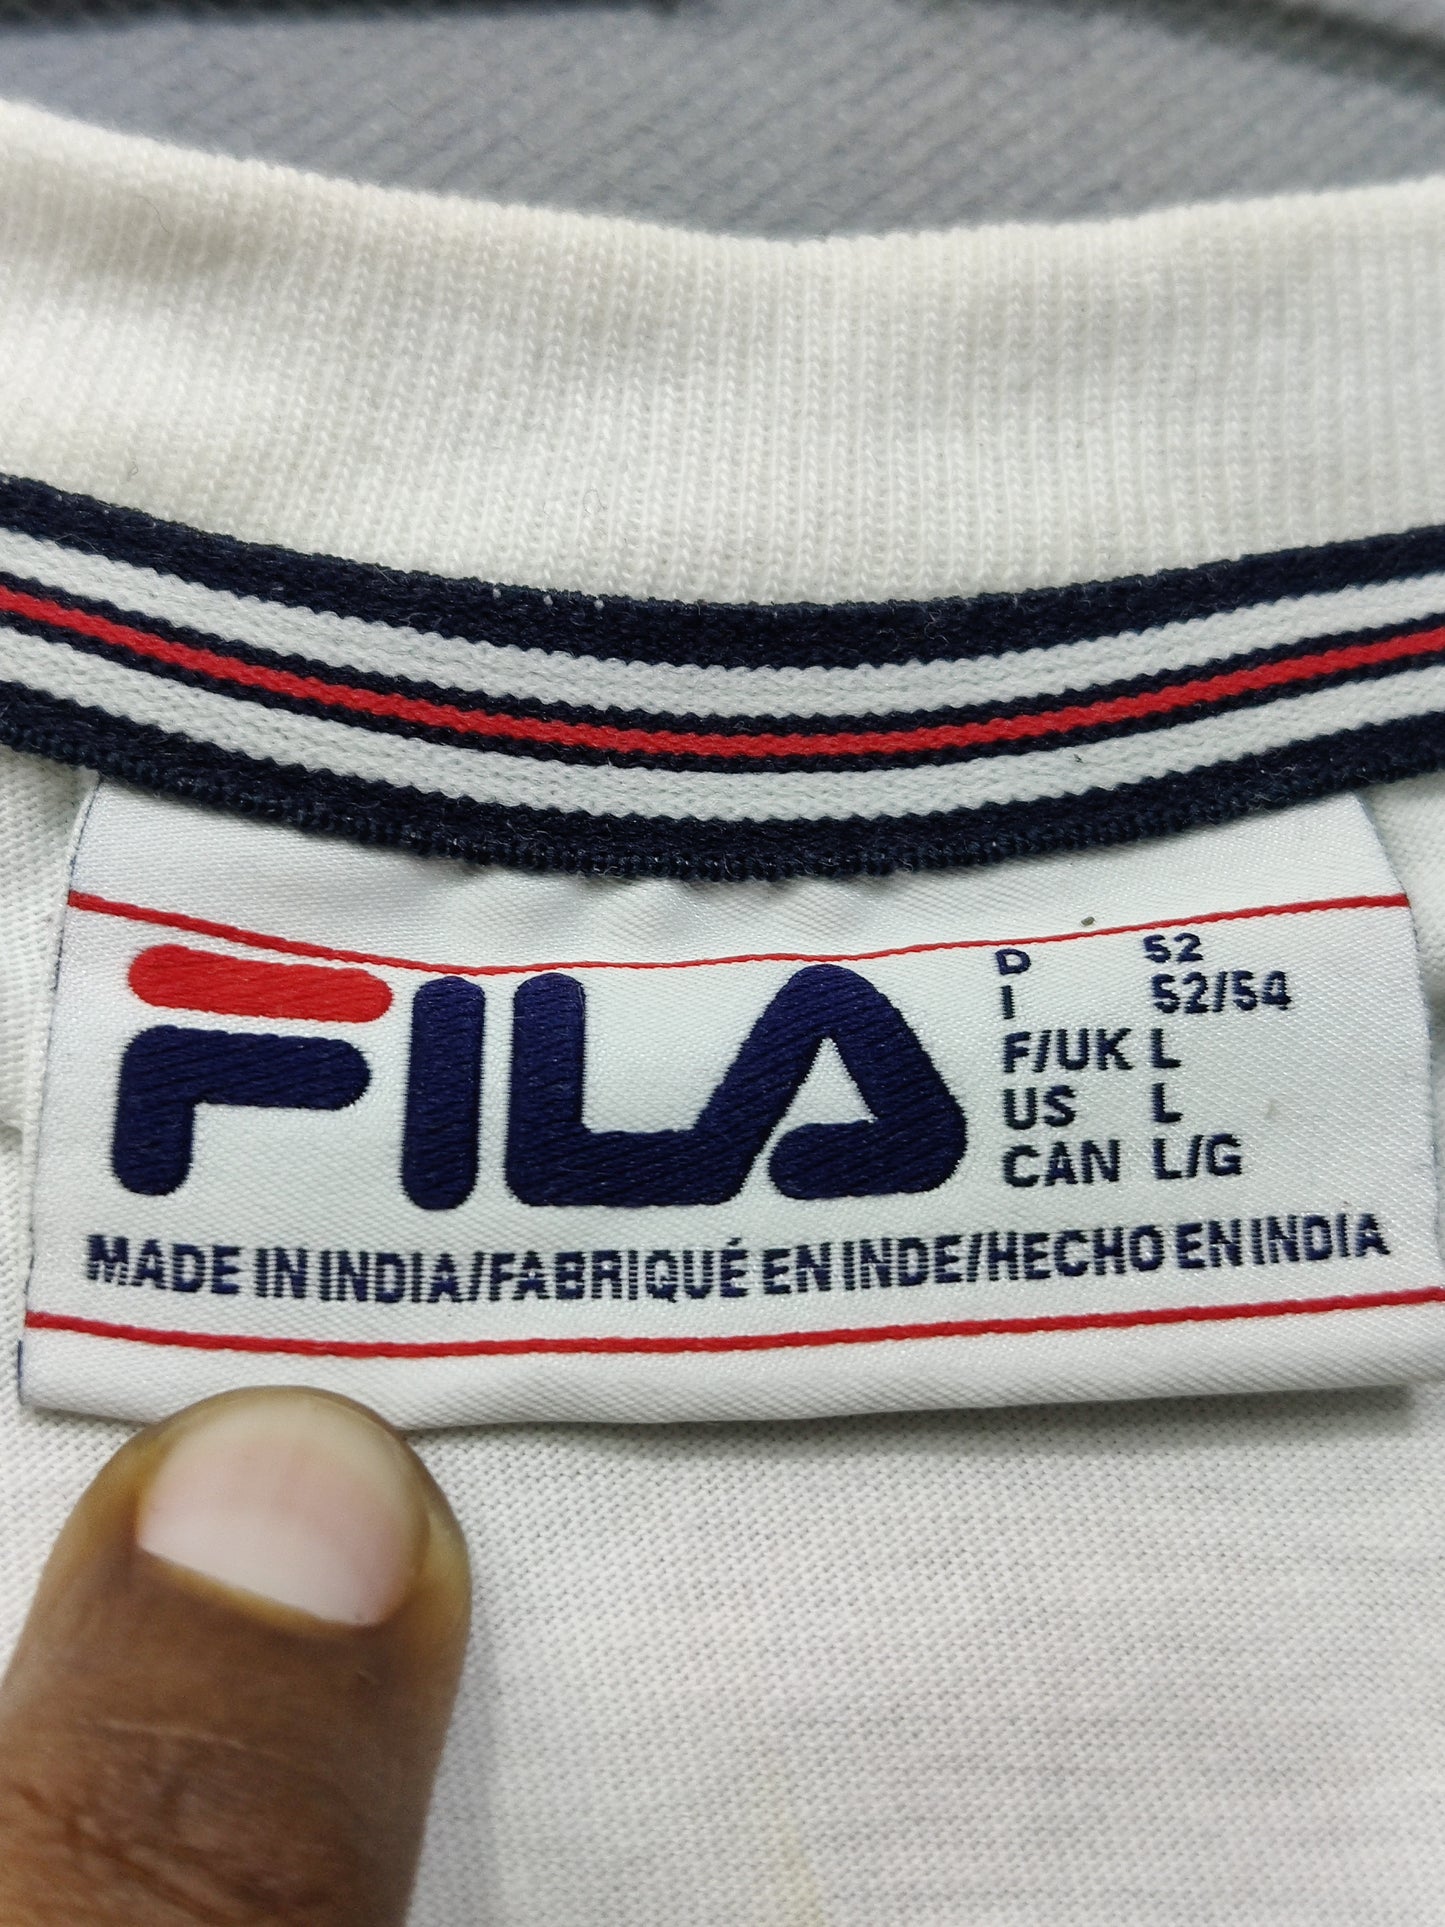 FILA
D 52
I 52/54
F/UK L
US L
CAN L/G
MADE IN INDIA/FABRIQUÉ EN INDE/HECHO EN INDIA